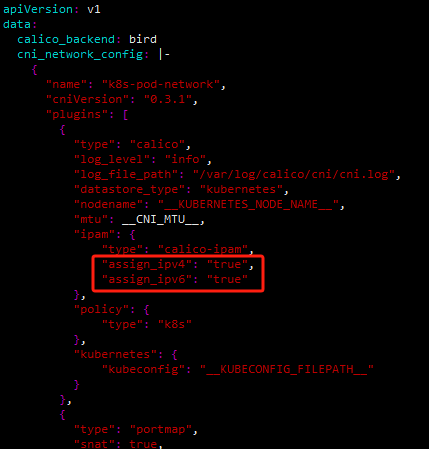 apiVersion: v1
data:
  calico_backend: bird
  cni_network_config: |-
    {
      "name": "k8s-pod-network",
      "cniVersion": "0.3.1",
      "plugins": [
        {
          "type": "calico",
          "log_level": "info",
          "log_file_path": "/var/log/calico/cni/cni.log",
          "datastore_type": "kubernetes",
          "nodename": "__KUBERNETES_NODE_NAME__",
          "mtu": __CNI_MTU__,
          "ipam": {
              "type": "calico-ipam",
              "assign_ipv4": "true",
              "assign_ipv6": "true"
          },
          "policy": {
              "type": "k8s"
          },
          "kubernetes": {
              "kubeconfig": "__KUBECONFIG_FILEPATH__"
          }
        },
        {
          "type": "portmap",
          "snat": true,